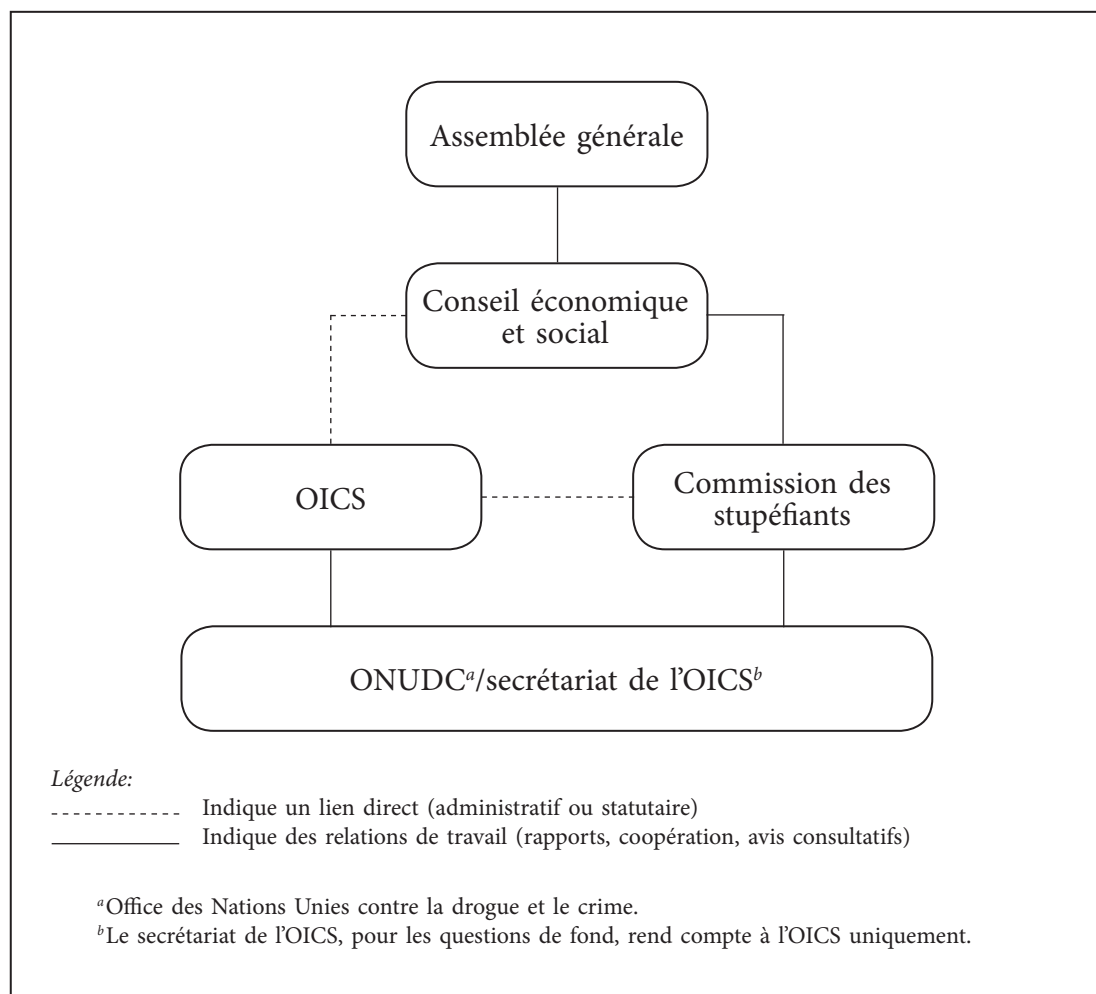 Assemblée générale
Conseil économique
et social
OICS
Commission des
stupéfiants
ONUDCᵃ/secrétariat de l'OICSᵇ
Légende:
Indique un lien direct (administratif ou statutaire)
Indique des relations de travail (rapports, coopération, avis consultatifs)
ᵃOffice des Nations Unies contre la drogue et le crime.
ᵇLe secrétariat de l'OICS, pour les questions de fond, rend compte à l'OICS uniquement.